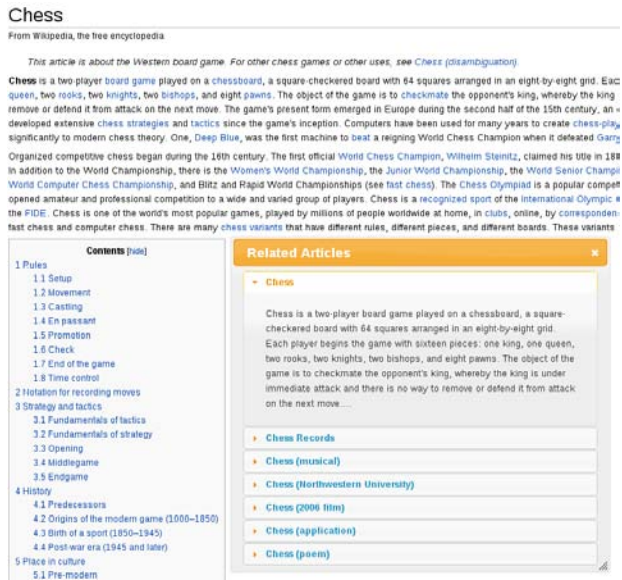 Chess
From Wikipedia, the free encyclopedia
This article is about the Western board game. For other chess games or other uses, see Chess (disambiguation).
Chess is a two-player board game played on a chessboard, a square-checkered board with 64 squares arranged in an eight-by-eight grid.
queen, two rooks, two knights, two bishops, and eight pawns. The object of the game is to checkmate the opponent's king, whereby the king
remove or defend it from attack on the next move. The game's present form emerged in Europe during the second half of the 15th century, an
developed extensive chess strategies and tactics since the game's inception. Computers have been used for many years to create
significantly to modern chess theory. One, Deep Blue, was the first machine to beat a reigning World Chess Champion when it defeated
Organized competitive chess began during the 16th century. The first official World Chess Champion, Wilhelm Steinitz, claimed his title in
In addition to the World Championship, there is the Women's World Championship, the Junior World Championship, the World Senior
World Computer Chess Championship, and Blitz and Rapid World Championships (see fast chess). The Chess Olympiad is a popular
opened amateur and professional competition to a wide and varied group of players. Chess is a recognized sport of the International Olympic
the FIDE. Chess is one of the world's most popular games, played by millions of people worldwide at home, in clubs, online, by
fast chess and computer chess. There are many chess variants that have different rules, different pieces, and different boards. These variants
Contents [hide]
1 Rules
1.1 Setup
1.2 Movement
1.3 Castling
1.4 En passant
1.5 Promotion
1.6 Check
1.7 End of the game
1.8 Time control
2 Notation for recording moves
3 Strategy and tactics
3.1 Fundamentals of tactics
3.2 Fundamentals of strategy
3.3 Opening
3.4 Middlegame
3.5 Endgame
4 History
4.1 Predecessors
4.2 Origins of the modern game (1000–1850)
4.3 Birth of a sport (1850–1945)
4.4 Post-war era (1945 and later)
5 Place in culture
5.1 Pre-modern
Related Articles
Chess
Chess is a two-player board game played on a chessboard, a square-
checkered board with 64 squares arranged in an eight-by-eight grid.
Each player begins the game with sixteen pieces: one king, one queen,
two rooks, two knights, two bishops, and eight pawns. The object of the
game is to checkmate the opponent's king, whereby the king is under
immediate attack and there is no way to remove or defend it from attack
on the next move....
Chess Records
Chess (musical)
Chess (Northwestern University)
Chess (2006 film)
Chess (application)
Chess (poem)